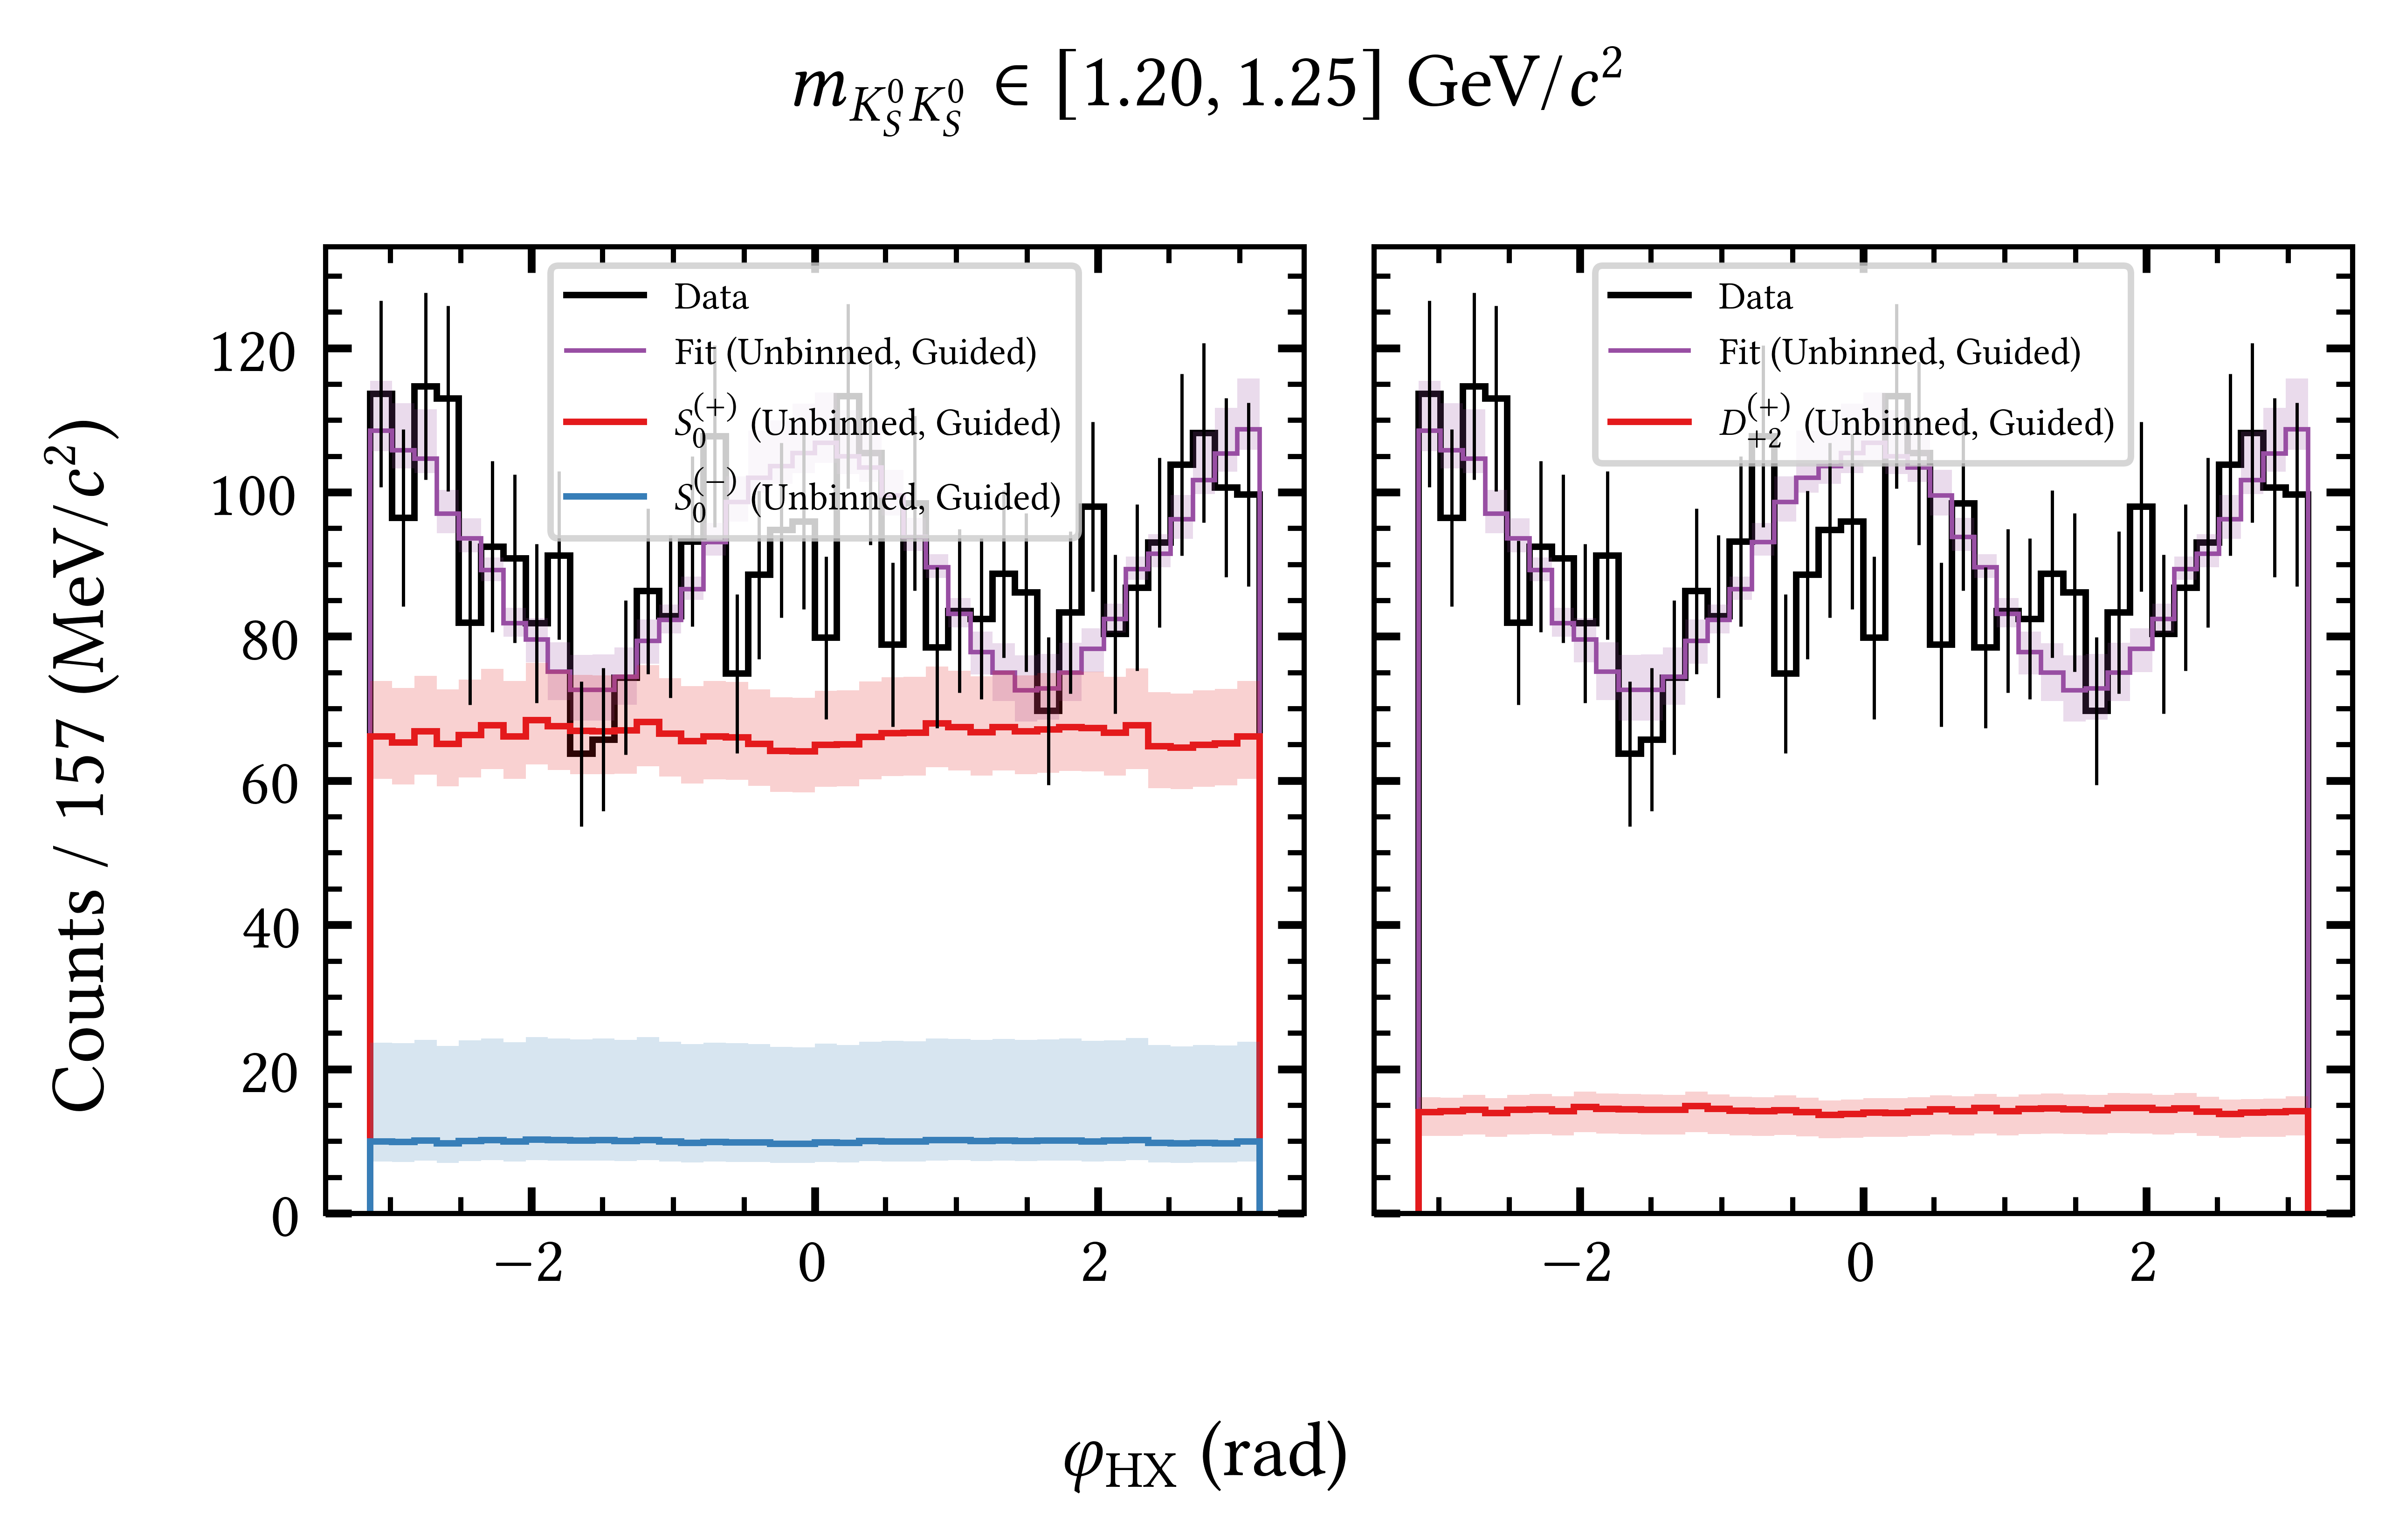 m_{K_S^0 K_S^0} ∈ [1.20, 1.25] GeV/c²
Counts / 157 (MeV/c²)
120
100
80
60
40
20
0
Data
Fit (Unbinned, Guided)
S_0^{(+)} (Unbinned, Guided)
S_0^{(−)} (Unbinned, Guided)
−2 0 2
Data
Fit (Unbinned, Guided)
D_{+2}^{(+)} (Unbinned, Guided)
−2 0 2
φ_{HX} (rad)